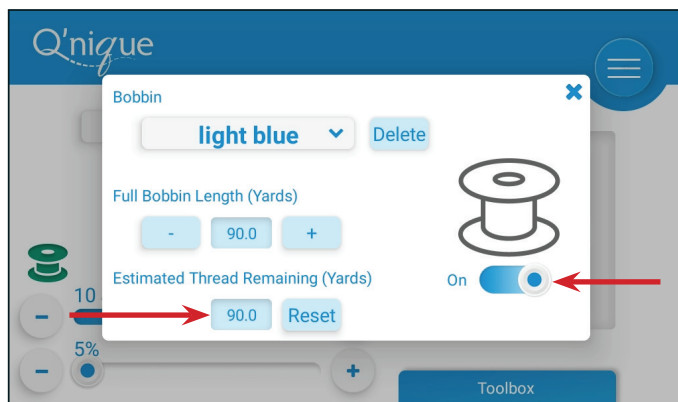 Q'nique
Bobbin
light blue
Delete
Full Bobbin Length (Yards)
- 90.0 +
Estimated Thread Remaining (Yards)
On
90.0 Reset
10
-
5%
- +
Toolbox